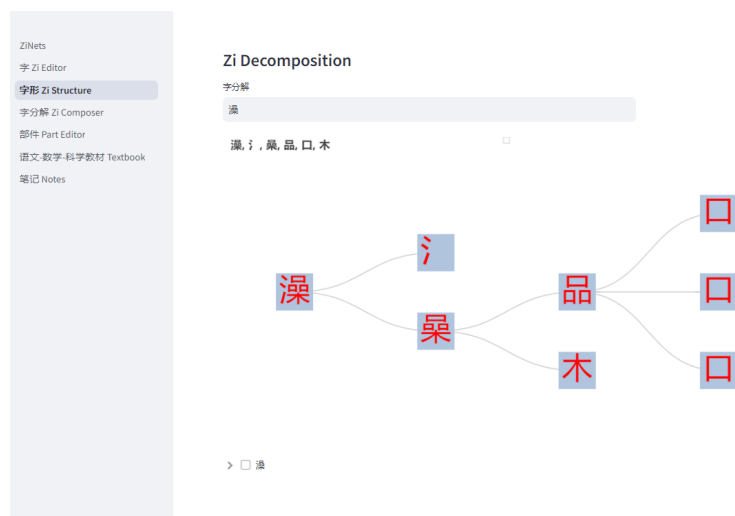 ZiNets
字 Zi Editor
字形 Zi Structure
字分解 Zi Composer
部件 Part Editor
语文-数学-科学教材 Textbook
笔记 Notes
Zi Decomposition
字分解
澡
澡, 氵, 喿, 品, 口, 木
口
氵
澡
品
口
喿
木
口
澡